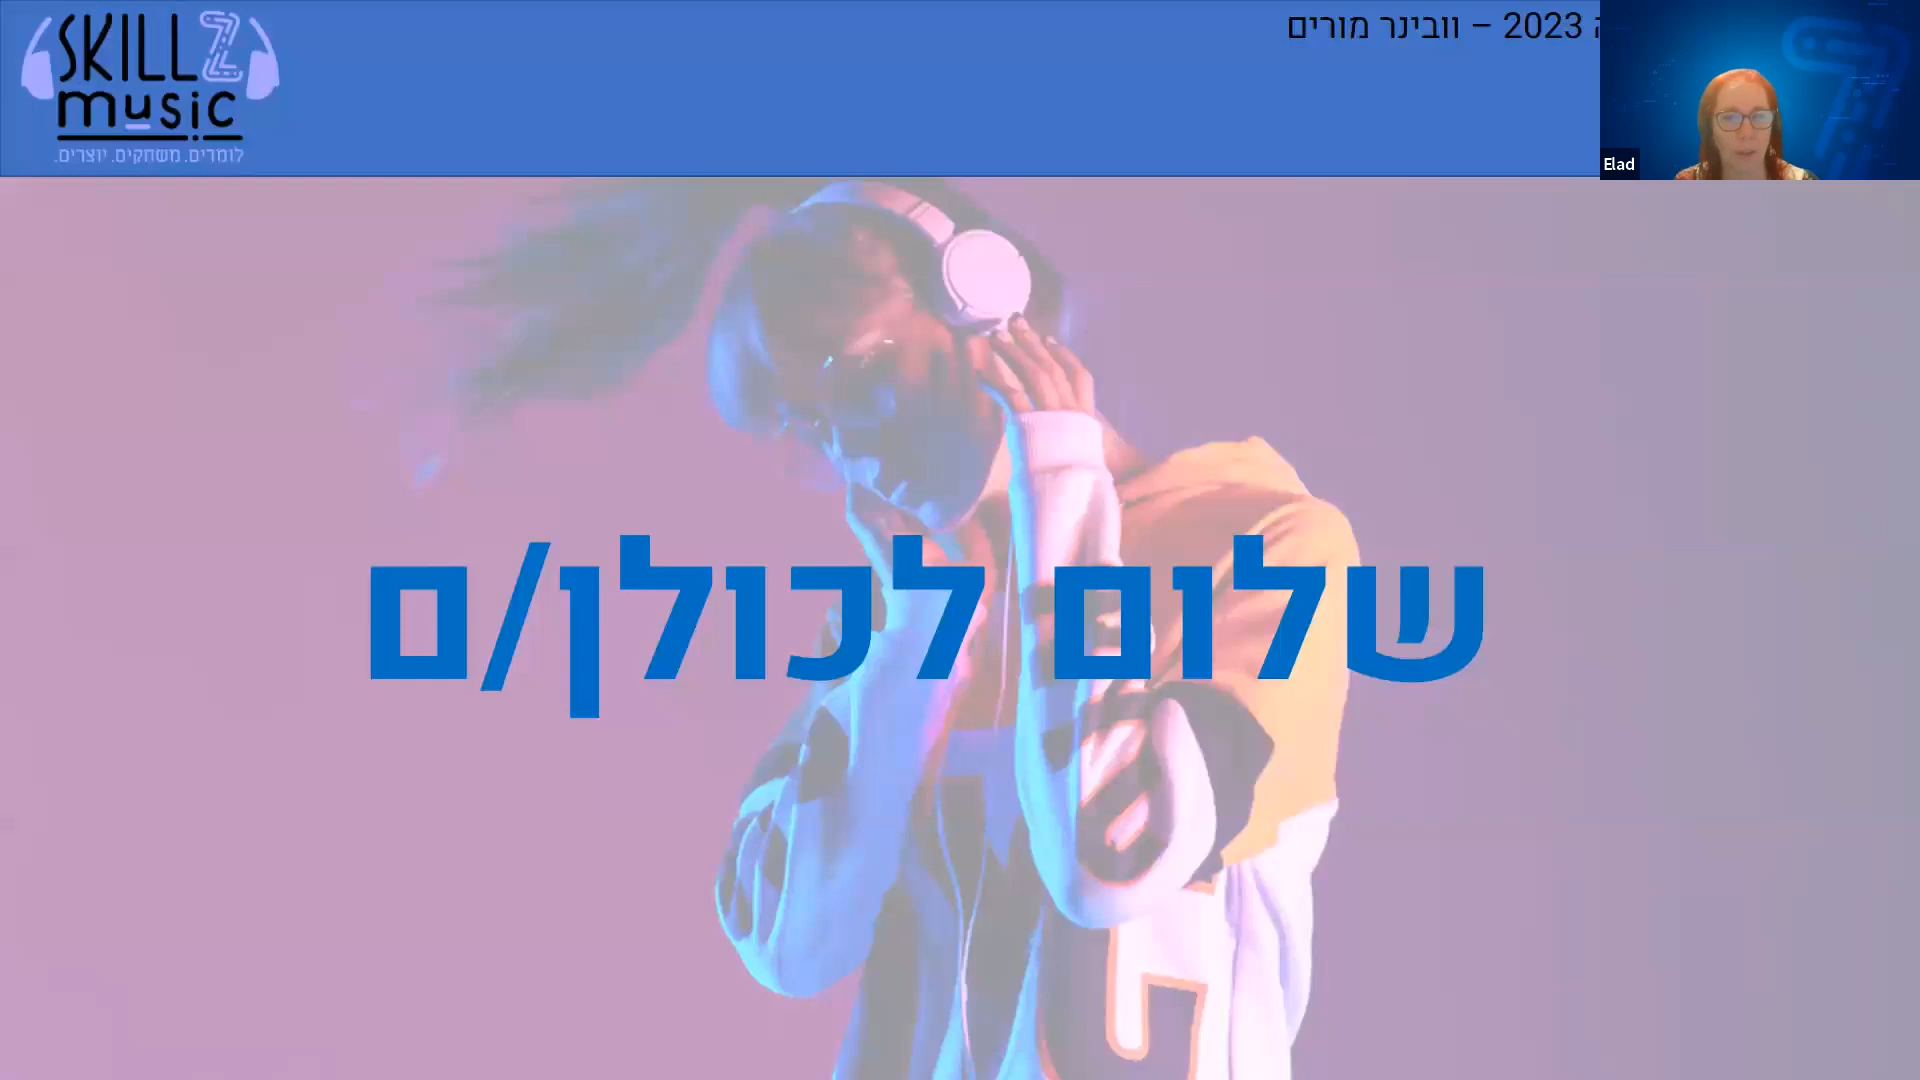 SKILLZ
music
לומדים. משחקים. יוצרים.
2023 – וובינר מורים
Elad
שלום לכולן/ם